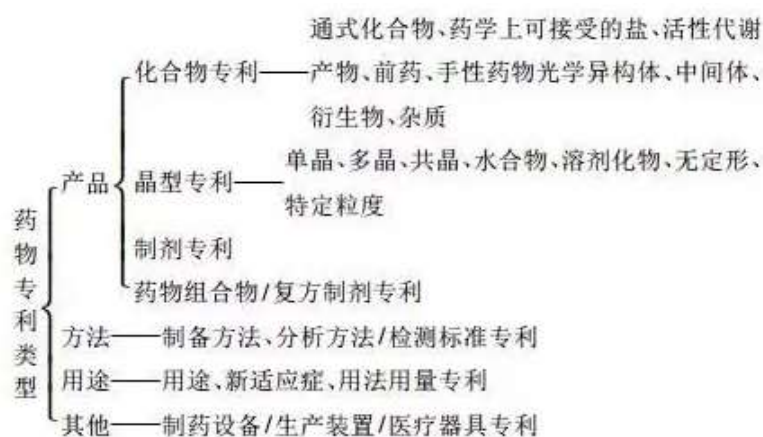 通式化合物、药学上可接受的盐、活性代谢
化合物专利——产物、前药、手性药物光学异构体、中间体、
衍生物、杂质
单晶、多晶、共晶、水合物、溶剂化物、无定形、
产品 晶型专利——
特定粒度
制剂专利
药物组合物/复方制剂专利
药物专利类型
方法——制备方法、分析方法/检测标准专利
用途——用途、新适应症、用法用量专利
其他——制药设备/生产装置/医疗器具专利